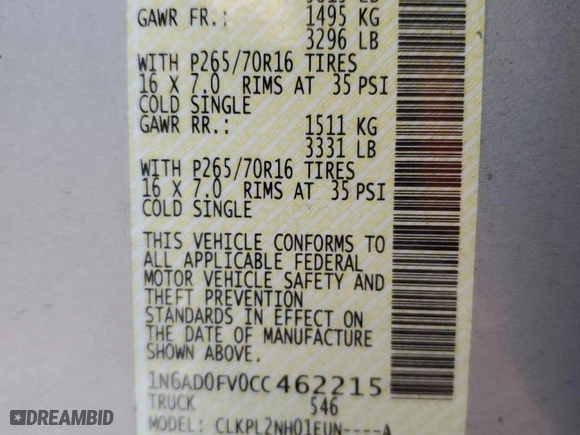 GAWR FR.: 1495 KG
3296 LB
WITH P265/70R16 TIRES
16 X 7.0 RIMS AT 35 PSI
COLD SINGLE
GAWR RR.: 1511 KG
3331 LB
WITH P265/70R16 TIRES
16 X 7.0 RIMS AT 35 PSI
COLD SINGLE
THIS VEHICLE CONFORMS TO
ALL APPLICABLE FEDERAL
MOTOR VEHICLE SAFETY AND
THEFT PREVENTION
STANDARDS IN EFFECT ON
THE DATE OF MANUFACTURE
SHOWN ABOVE.
1N6AD0FV0CC462215
TRUCK 546
MODEL: CLKPL2NH01EUN----A
DREAMBID